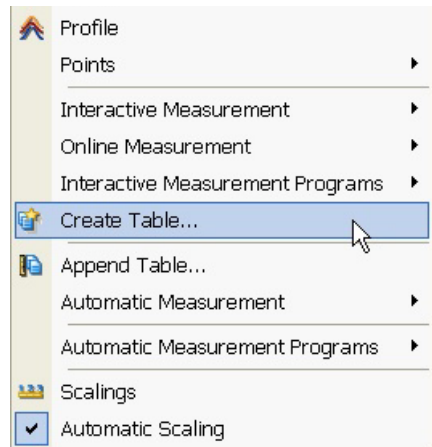 Profile
Points
Interactive Measurement
Online Measurement
Interactive Measurement Programs
Create Table...
Append Table...
Automatic Measurement
Automatic Measurement Programs
Scalings
Automatic Scaling